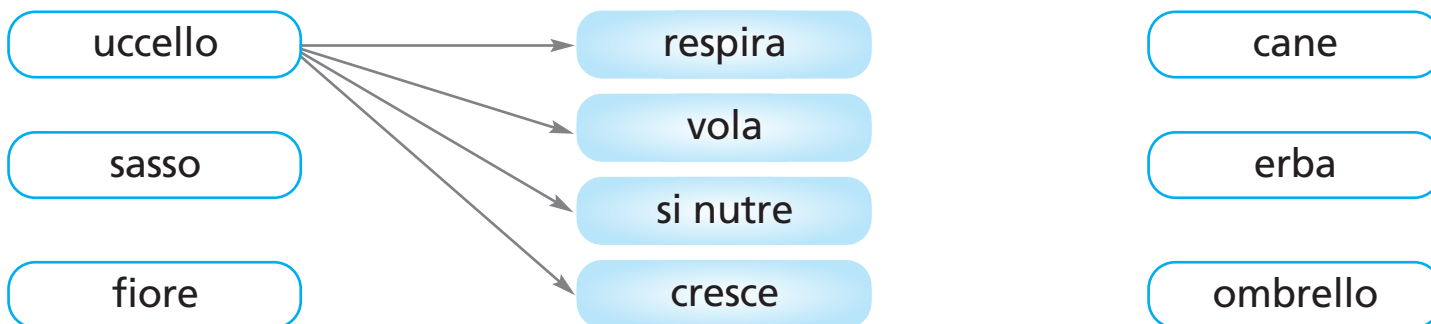 uccello
sasso
fiore
respira
vola
si nutre
cresce
cane
erba
ombrello